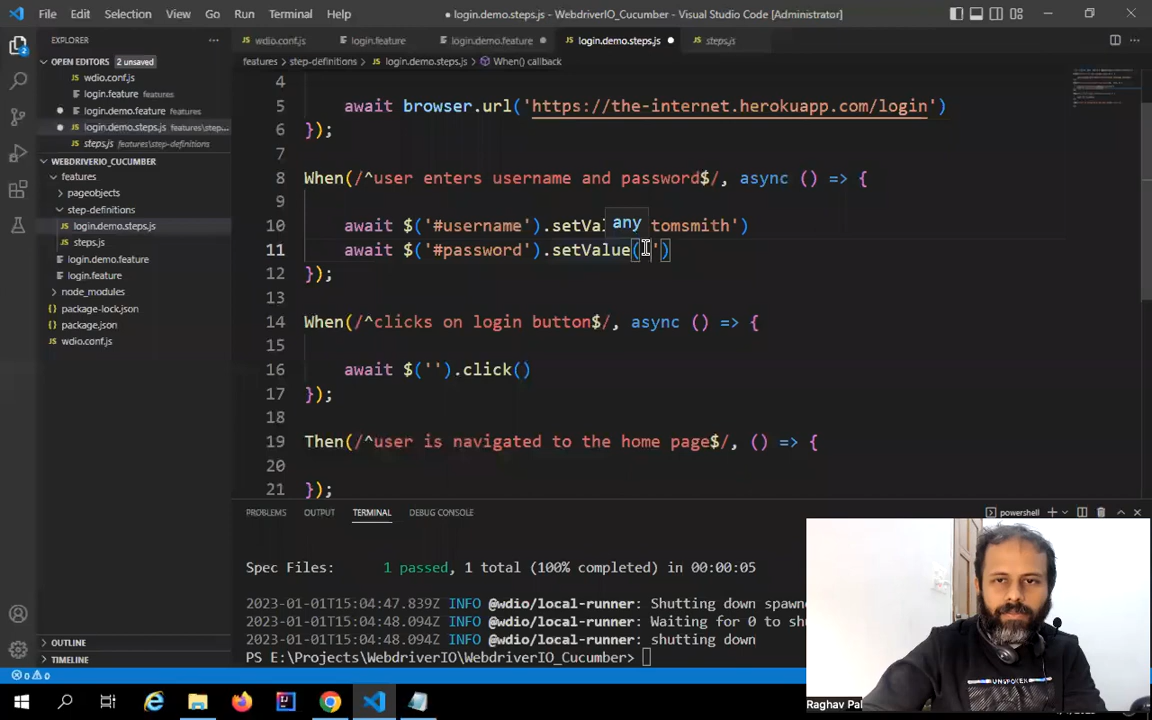 File Edit Selection View Go Run Terminal Help
● login.demo.steps.js - WebdriverIO_Cucumber - Visual Studio Code [Administrator]
EXPLORER ...
wdio.conf.js login.feature login.demo.feature ● login.demo.steps.js ● steps.js
features > step-definitions > login.demo.steps.js > When() callback
OPEN EDITORS 2 unsaved
wdio.conf.js
login.feature features
● login.demo.feature features
● login.demo.steps.js features\step...
steps.js features\step-definitions
WEBDRIVERIO_CUCUMBER
features
pageobjects
step-definitions
login.demo.steps.js
steps.js
login.demo.feature
login.feature
node_modules
package-lock.json
package.json
wdio.conf.js
OUTLINE
TIMELINE
4
5 await browser.url('https://the-internet.herokuapp.com/login')
6 });
7
8 When(/^user enters username and password$/, async () => {
9
any
10 await $('#username').setVa tomsmith')
11 await $('#password').setValue('')
12 });
13
14 When(/^clicks on login button$/, async () => {
15
16 await $('').click()
17 });
18
19 Then(/^user is navigated to the home page$/, () => {
20
21 });
PROBLEMS OUTPUT TERMINAL DEBUG CONSOLE powershell
Spec Files: 1 passed, 1 total (100% completed) in 00:00:05
2023-01-01T15:04:47.839Z INFO @wdio/local-runner: Shutting down spawn
2023-01-01T15:04:48.094Z INFO @wdio/local-runner: Waiting for 0 to sh
2023-01-01T15:04:48.094Z INFO @wdio/local-runner: shutting down
PS E:\Projects\WebdriverIO\WebdriverIO_Cucumber>
0 0
UNSPOKEN
Raghav Pal